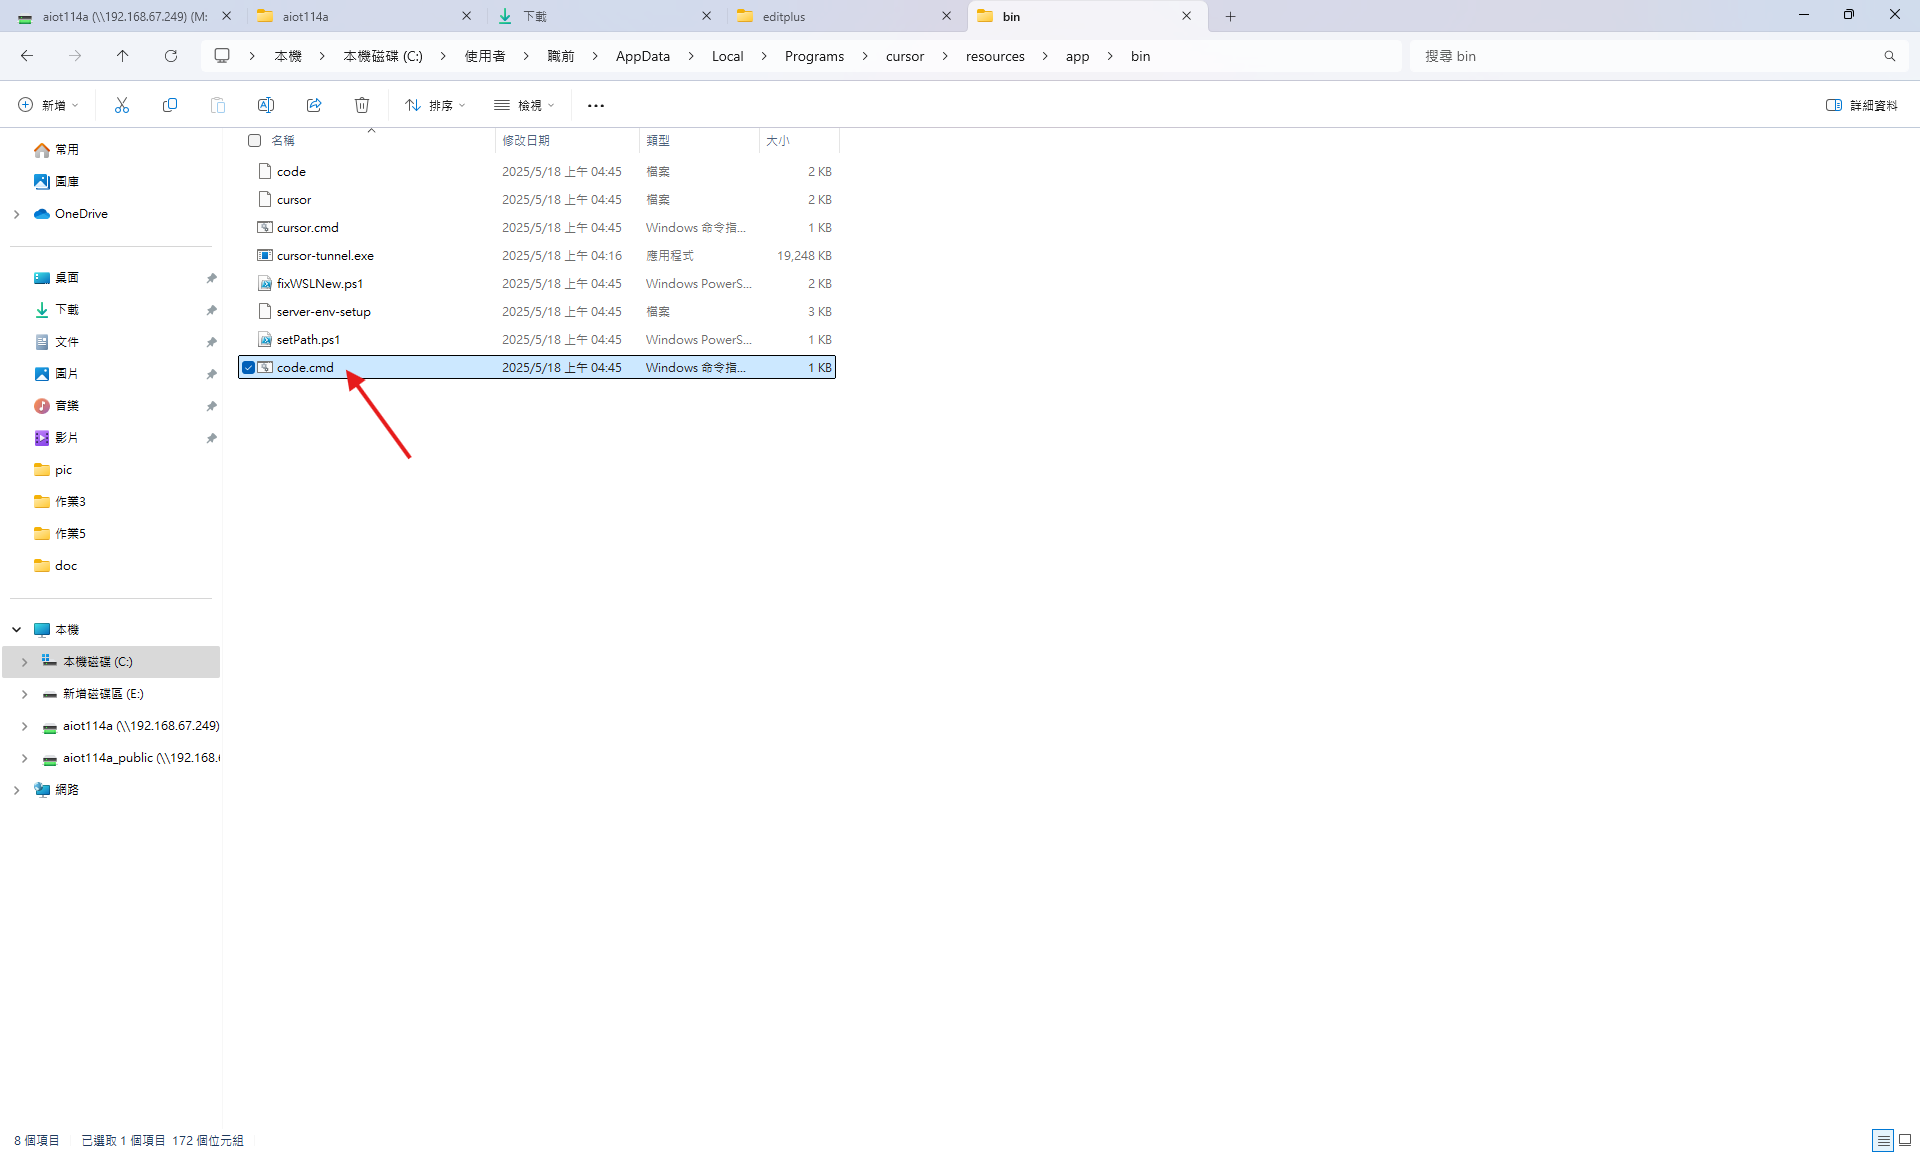 aiot114a (\\192.168.67.249) (M:
aiot114a
下載
editplus
bin
本機 本機磁碟 (C:) 使用者 職前 AppData Local Programs cursor resources app bin
搜尋 bin
新增 排序 檢視 詳細資料
名稱 修改日期 類型 大小
code 2025/5/18 上午 04:45 檔案 2 KB
cursor 2025/5/18 上午 04:45 檔案 2 KB
cursor.cmd 2025/5/18 上午 04:45 Windows 命令指... 1 KB
cursor-tunnel.exe 2025/5/18 上午 04:16 應用程式 19,248 KB
fixWSLNew.ps1 2025/5/18 上午 04:45 Windows PowerS... 2 KB
server-env-setup 2025/5/18 上午 04:45 檔案 3 KB
setPath.ps1 2025/5/18 上午 04:45 Windows PowerS... 1 KB
code.cmd 2025/5/18 上午 04:45 Windows 命令指... 1 KB
常用
圖庫
OneDrive
桌面
下載
文件
圖片
音樂
影片
pic
作業3
作業5
doc
本機
本機磁碟 (C:)
新增磁碟區 (E:)
aiot114a (\\192.168.67.249)
aiot114a_public (\\192.168.6
網路
8 個項目 已選取 1 個項目 172 個位元組